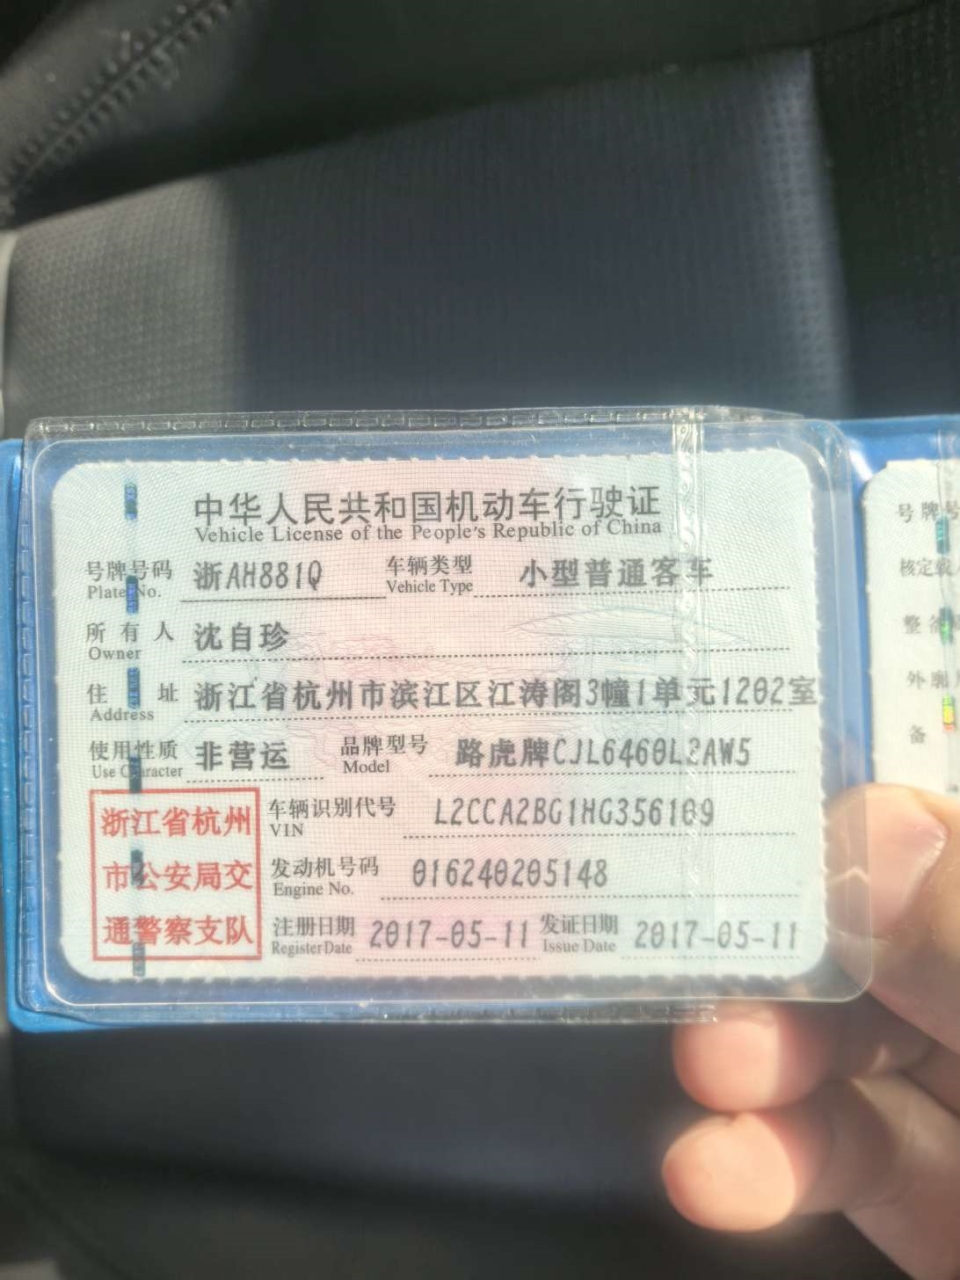 中华人民共和国机动车行驶证
Vehicle License of the People's Republic of China
号牌号码 浙AH881Q 车辆类型 小型普通客车
Plate No. Vehicle Type
所有人 沈自珍
Owner
住址 浙江省杭州市滨江区江涛阁3幢1单元1202室
Address
使用性质 非营运 品牌型号 路虎牌CJL6460L2AW5
Use Character Model
浙江省杭州
市公安局交
通警察支队
车辆识别代号 L2CCA2BG1HG356109
VIN
发动机号码 016240205148
Engine No.
注册日期 2017-05-11 发证日期 2017-05-11
Register Date Issue Date
号牌号
核定载
整备
外廓
备